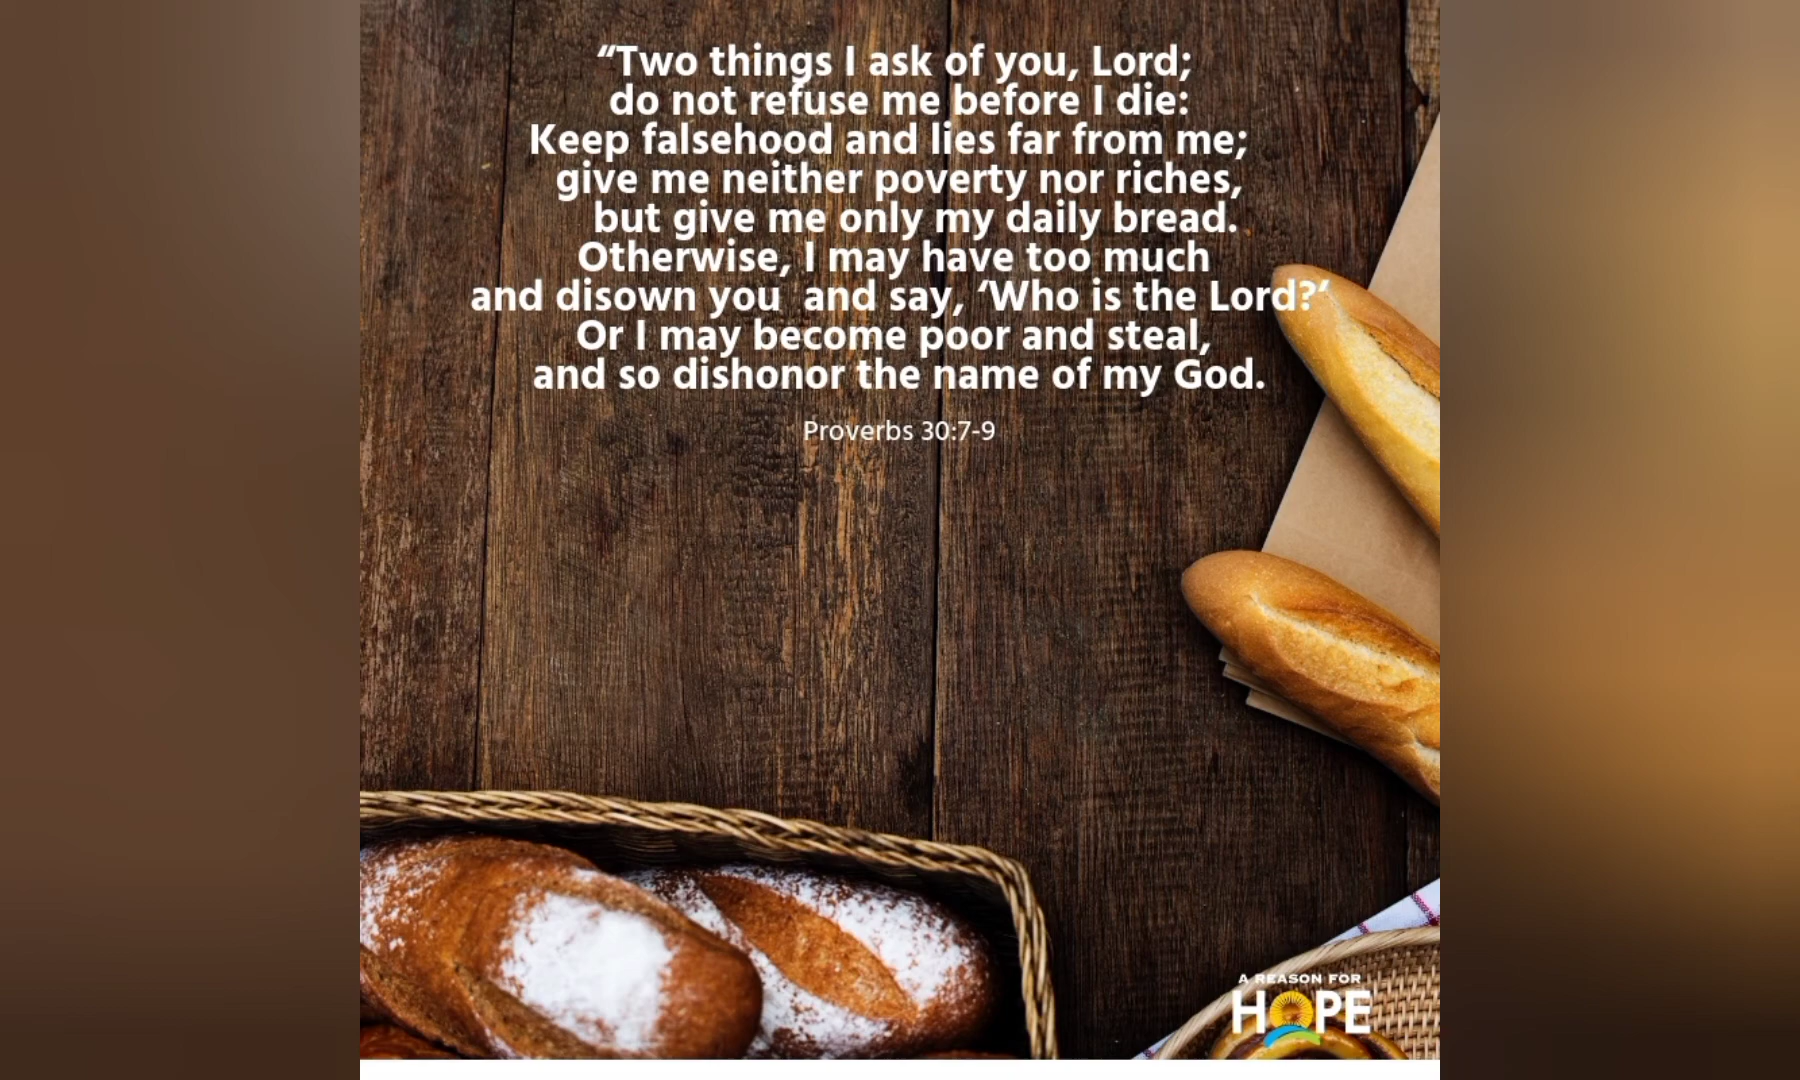 “Two things I ask of you, Lord;
do not refuse me before I die:
Keep falsehood and lies far from me;
give me neither poverty nor riches,
but give me only my daily bread.
Otherwise, I may have too much
and disown you  and say, ‘Who is the Lord?’
Or I may become poor and steal,
and so dishonor the name of my God.
Proverbs 30:7-9
A REASON FOR
HOPE